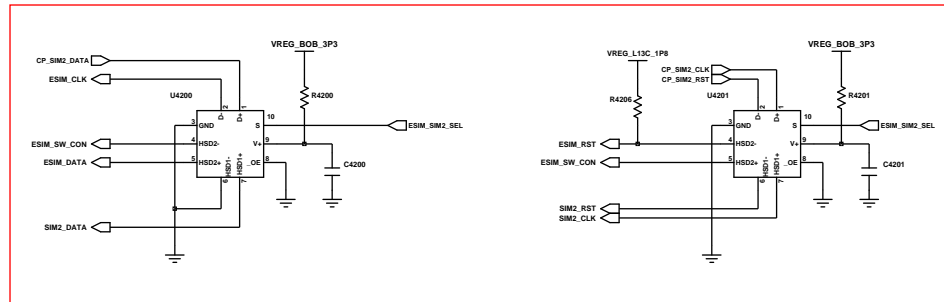 VREG_BOB_3P3
CP_SIM2_DATA
ESIM_CLK
R4200
U4200
2
1
D-
D+
3
GND
S
10
ESIM_SIM2_SEL
ESIM_SW_CON
4
HSD2-
V+
9
ESIM_DATA
5
HSD2+
_OE
8
HSD1-
HSD1+
6
7
C4200
SIM2_DATA
VREG_L13C_1P8
VREG_BOB_3P3
CP_SIM2_CLK
CP_SIM2_RST
R4206
R4201
U4201
2
1
D-
D+
3
GND
S
10
ESIM_SIM2_SEL
ESIM_RST
4
HSD2-
V+
9
ESIM_SW_CON
5
HSD2+
_OE
8
HSD1-
HSD1+
6
7
C4201
SIM2_RST
SIM2_CLK